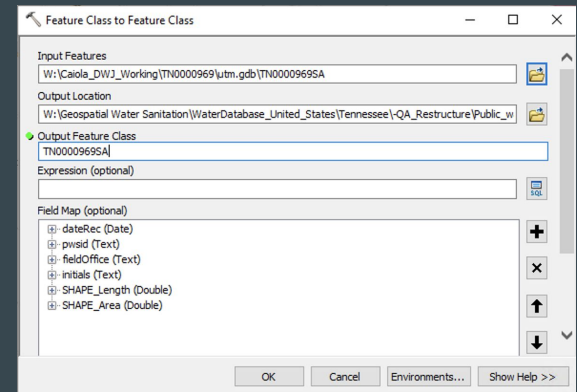 Feature Class to Feature Class
Input Features
W:\Caiola_DWJ_Working\TN0000969\utm.gdb\TN0000969SA
Output Location
W:\Geospatial Water Sanitation\WaterDatabase_United_States\Tennessee\-QA_Restructure\Public_w
Output Feature Class
TN0000969SA
Expression (optional)
SQL
Field Map (optional)
dateRec (Date)
pwsid (Text)
fieldOffice (Text)
initials (Text)
SHAPE_Length (Double)
SHAPE_Area (Double)
OK Cancel Environments... Show Help >>